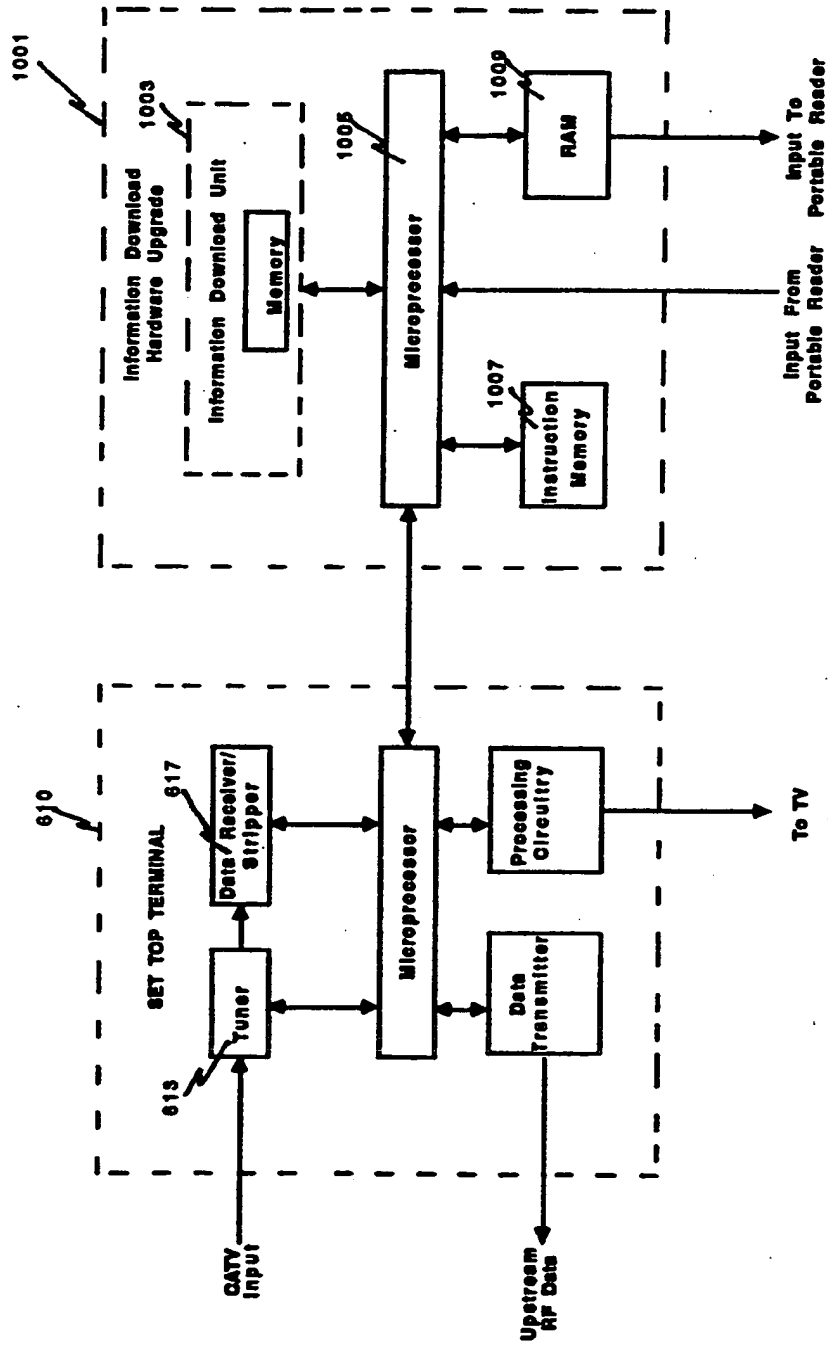 610
SET TOP TERMINAL
617
Data Receiver/
Stripper
Tuner
613
CATV
Input
Microprocessor
Data
Transmitter
Processing
Circuitry
Upstream
RF Data
To TV
1001
Information Download
Hardware Upgrade
1003
Information Download Unit
Memory
1005
Microprocessor
1007
Instruction
Memory
1009
RAM
Input From
Portable Reader
Input To
Portable Reader